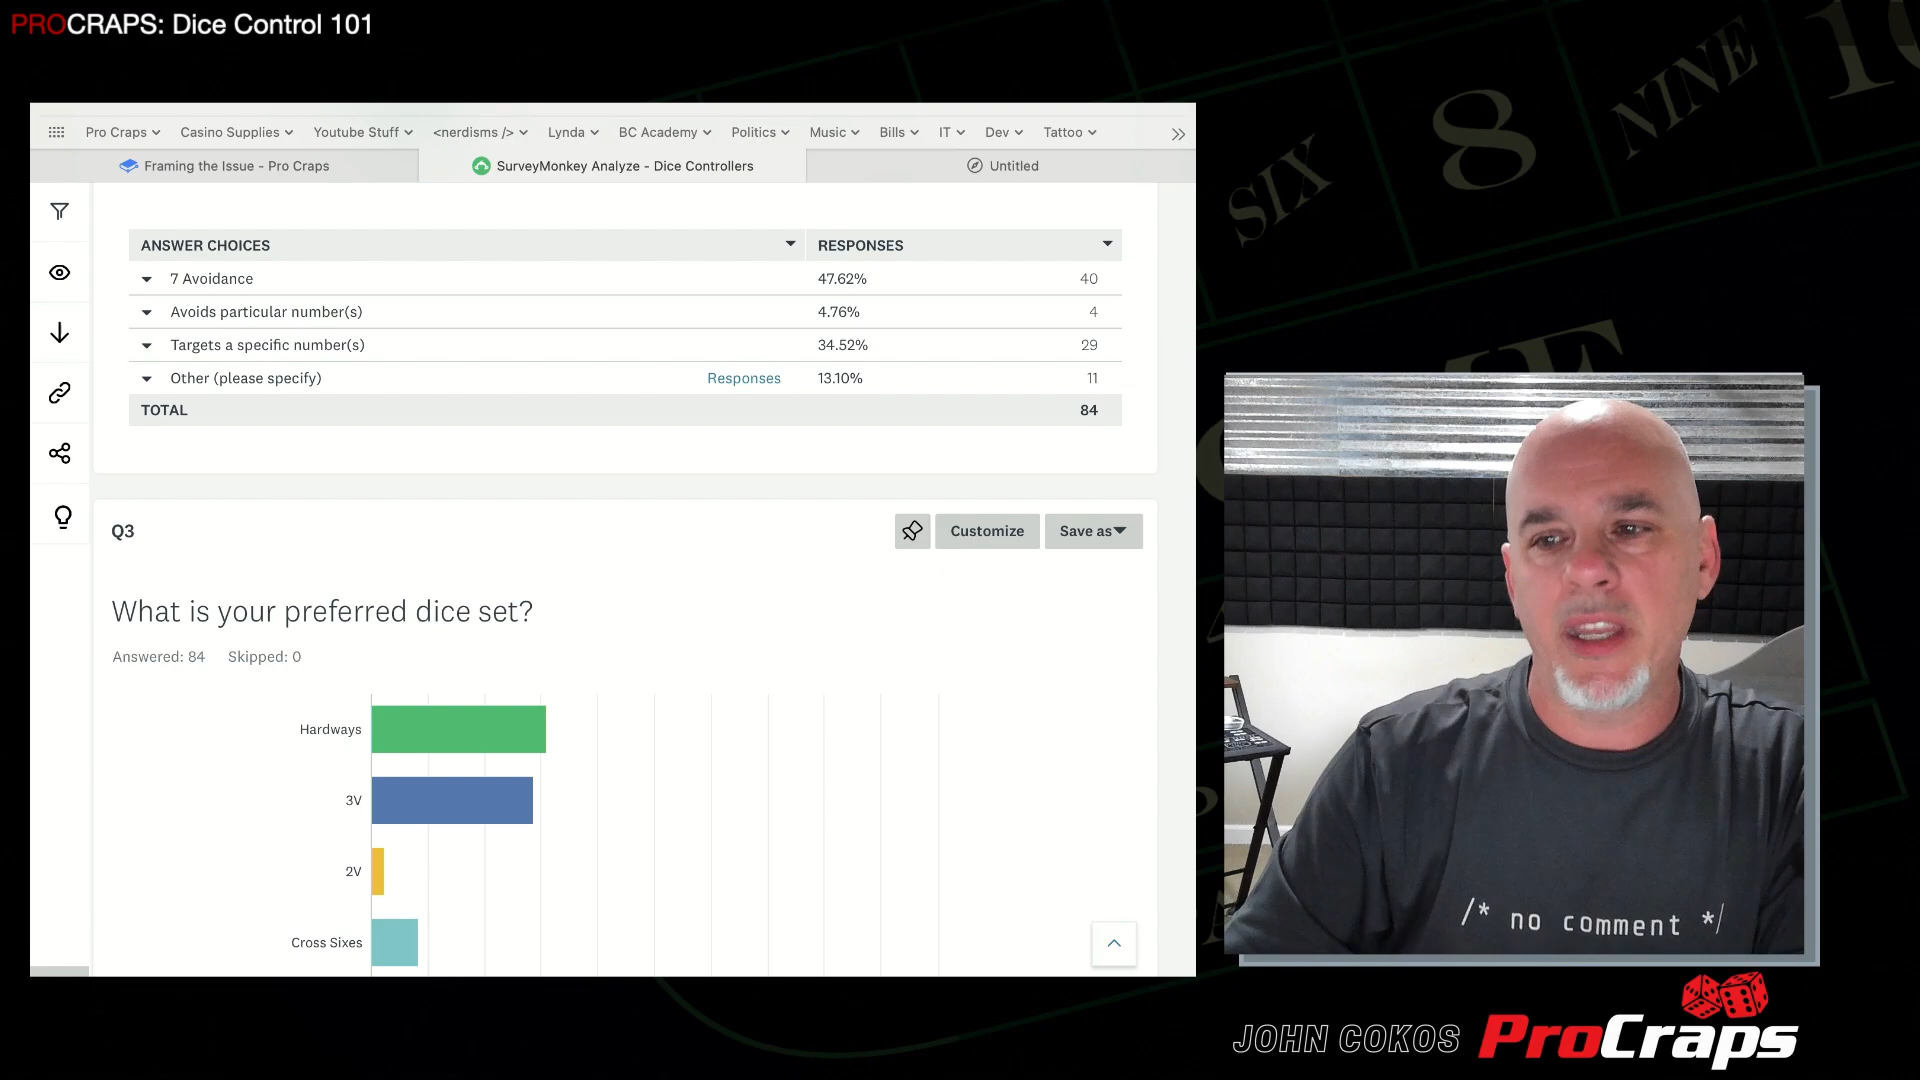 PROCRAPS: Dice Control 101
Pro Craps Casino Supplies Youtube Stuff <nerdisms /> Lynda BC Academy Politics Music Bills IT Dev Tattoo
Framing the Issue - Pro Craps SurveyMonkey Analyze - Dice Controllers Untitled
ANSWER CHOICES RESPONSES
7 Avoidance 47.62% 40
Avoids particular number(s) 4.76% 4
Targets a specific number(s) 34.52% 29
Other (please specify) Responses 13.10% 11
TOTAL 84
Q3 Customize Save as
What is your preferred dice set?
Answered: 84 Skipped: 0
Hardways
3V
2V
Cross Sixes
SIX 8 NINE 10
/* no comment */
JOHN COKOS ProCraps